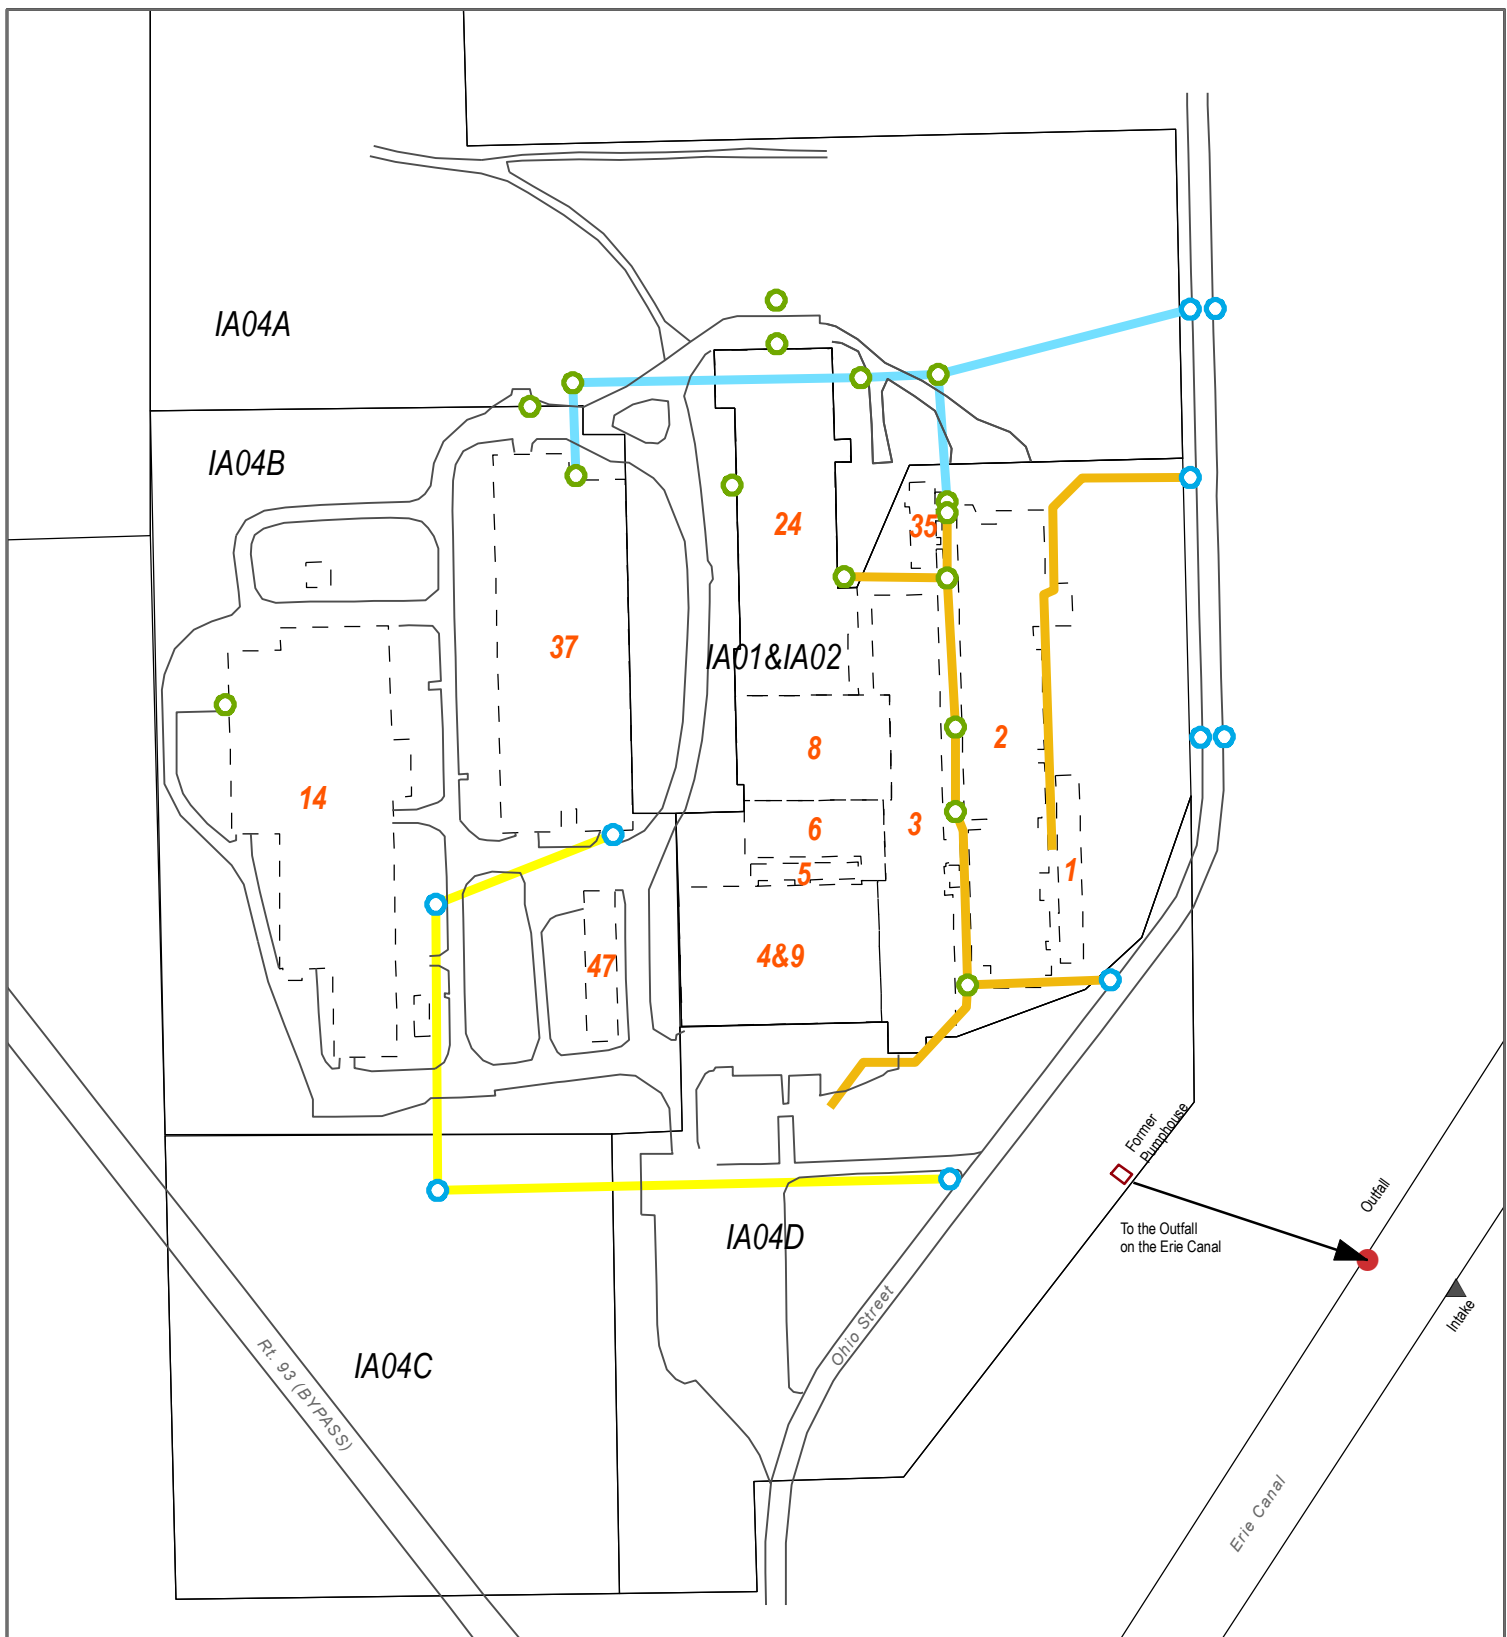 IA04A
IA04B
24
35
37
IA01&IA02
8
2
14
6
3
5
1
4&9
47
Former
Pumphouse
Outfall
To the Outfall
on the Erie Canal
IA04D
Intake
Ohio Street
IA04C
Rt. 93 (BYPASS)
Erie Canal